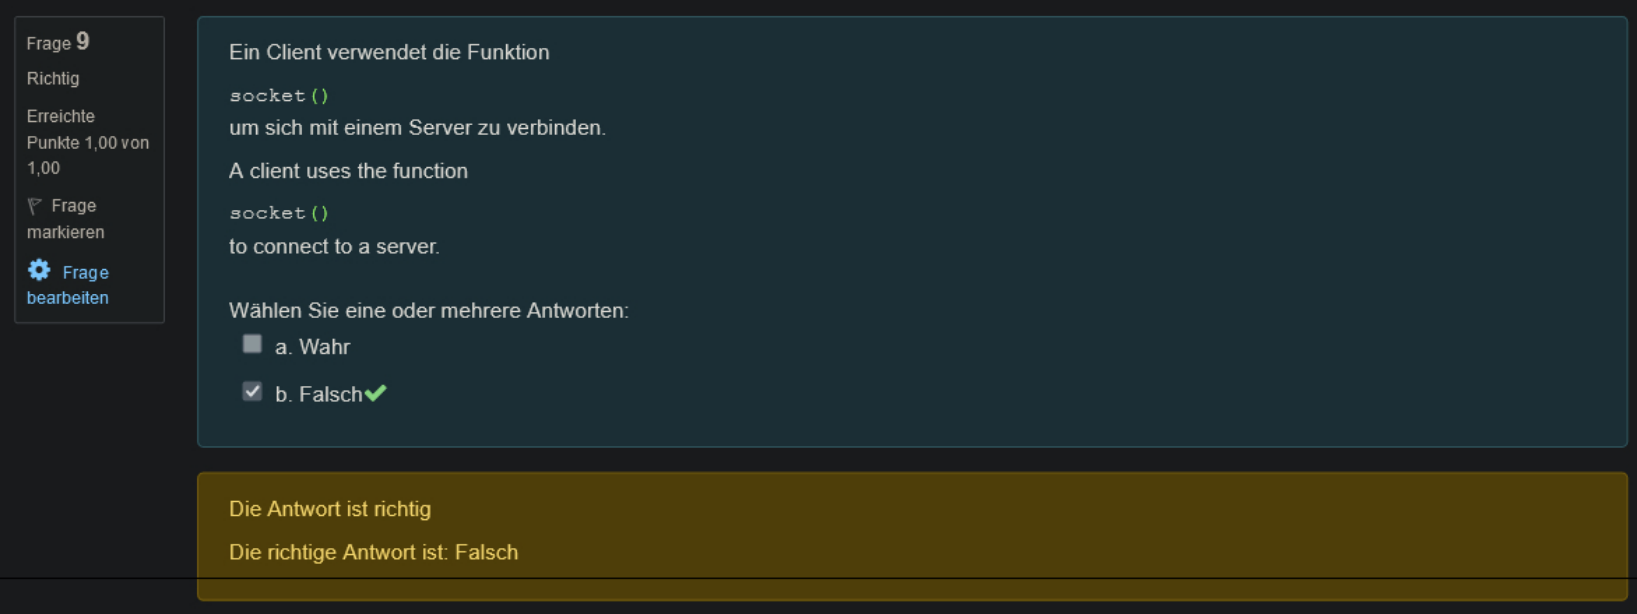 Frage 9
Richtig
Erreichte
Punkte 1,00 von
1,00
Frage
markieren
Frage
bearbeiten
Ein Client verwendet die Funktion
socket()
um sich mit einem Server zu verbinden.
A client uses the function
socket()
to connect to a server.
Wählen Sie eine oder mehrere Antworten:
a. Wahr
b. Falsch
Die Antwort ist richtig
Die richtige Antwort ist: Falsch